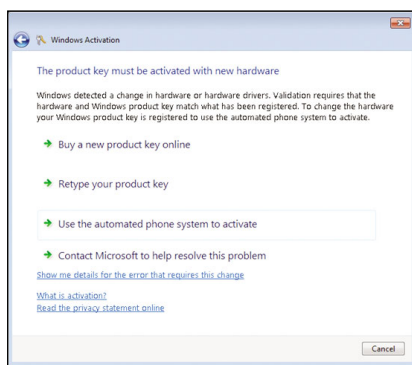 Windows Activation
The product key must be activated with new hardware
Windows detected a change in hardware or hardware drivers. Validation requires that the
hardware and Windows product key match what has been registered. To change the hardware
your Windows product key is registered to use the automated phone system to activate.
Buy a new product key online
Retype your product key
Use the automated phone system to activate
Contact Microsoft to help resolve this problem
Show me details for the error that requires this change
What is activation?
Read the privacy statement online
Cancel